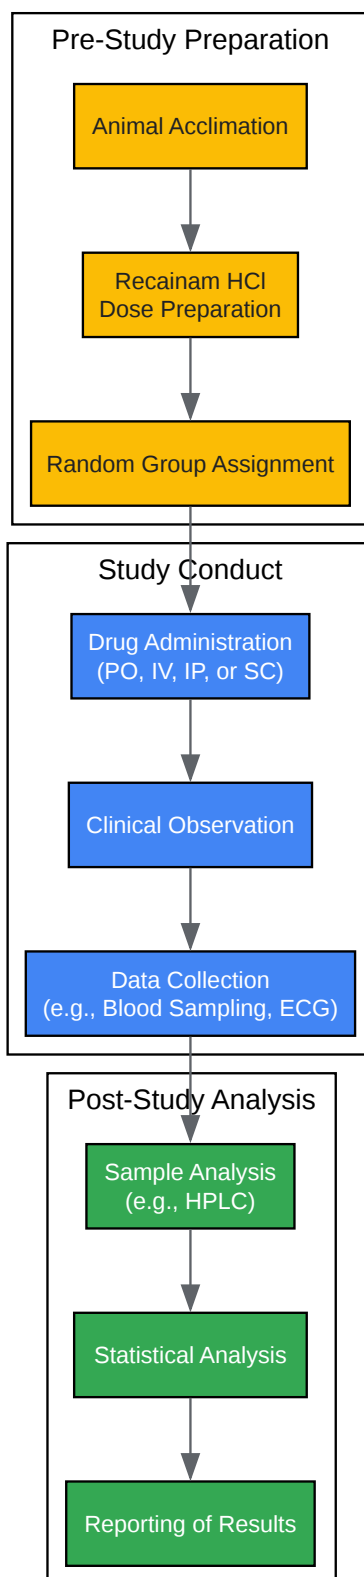 Pre-Study Preparation
Animal Acclimation
Recainam HCl
Dose Preparation
Random Group Assignment
Study Conduct
Drug Administration
(PO, IV, IP, or SC)
Clinical Observation
Data Collection
(e.g., Blood Sampling, ECG)
Post-Study Analysis
Sample Analysis
(e.g., HPLC)
Statistical Analysis
Reporting of Results